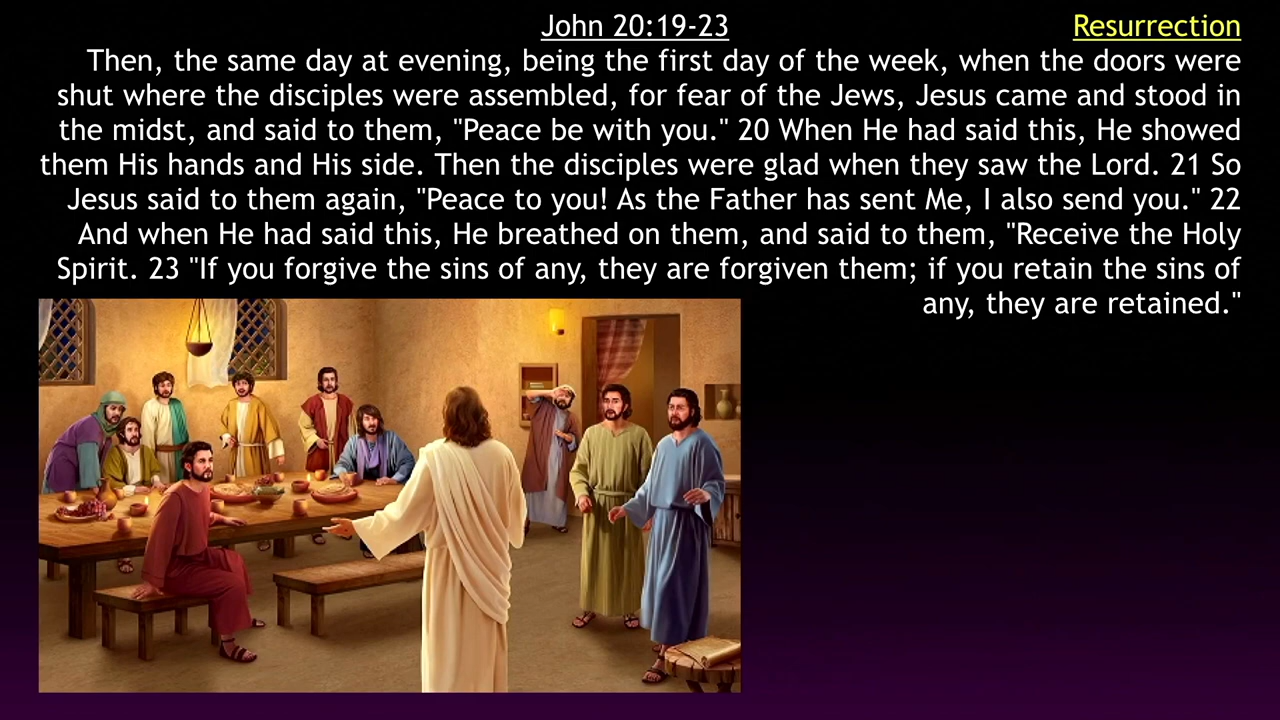 John 20:19-23
Resurrection
Then, the same day at evening, being the first day of the week, when the doors were
shut where the disciples were assembled, for fear of the Jews, Jesus came and stood in
the midst, and said to them, "Peace be with you." 20 When He had said this, He showed
them His hands and His side. Then the disciples were glad when they saw the Lord. 21 So
Jesus said to them again, "Peace to you! As the Father has sent Me, I also send you." 22
And when He had said this, He breathed on them, and said to them, "Receive the Holy
Spirit. 23 "If you forgive the sins of any, they are forgiven them; if you retain the sins of
any, they are retained."